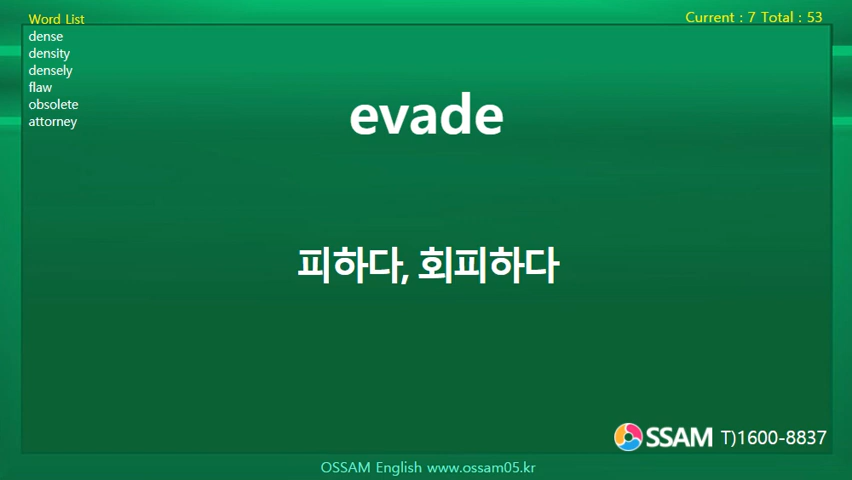 Word List
Current : 7 Total : 53
dense
density
densely
flaw
obsolete
attorney
evade
피하다, 회피하다
OSSAM T)1600-8837
OSSAM English www.ossam05.kr